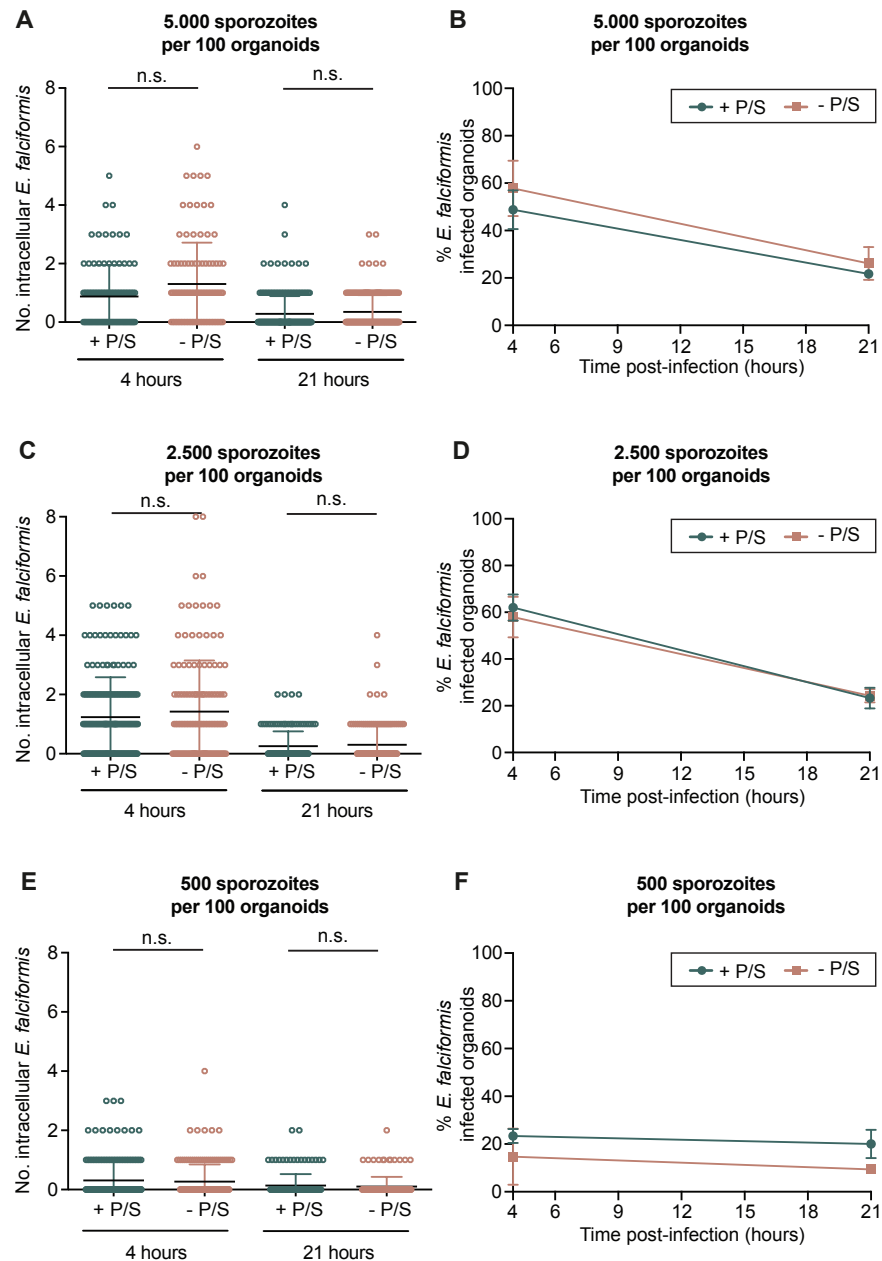 A
5.000 sporozoites
per 100 organoids
No. intracellular E. falciformis
8
6
4
2
0
n.s.
n.s.
+ P/S
- P/S
+ P/S
- P/S
4 hours
21 hours
B
5.000 sporozoites
per 100 organoids
% E. falciformis
infected organoids
100
80
60
40
20
0
+ P/S
- P/S
4
6
9
12
15
18
21
Time post-infection (hours)
C
2.500 sporozoites
per 100 organoids
No. intracellular E. falciformis
8
6
4
2
0
n.s.
n.s.
+ P/S
- P/S
+ P/S
- P/S
4 hours
21 hours
D
2.500 sporozoites
per 100 organoids
% E. falciformis
infected organoids
100
80
60
40
20
0
+ P/S
- P/S
4
6
9
12
15
18
21
Time post-infection (hours)
E
500 sporozoites
per 100 organoids
No. intracellular E. falciformis
8
6
4
2
0
n.s.
n.s.
+ P/S
- P/S
+ P/S
- P/S
4 hours
21 hours
F
500 sporozoites
per 100 organoids
% E. falciformis
infected organoids
100
80
60
40
20
0
+ P/S
- P/S
4
6
9
12
15
18
21
Time post-infection (hours)